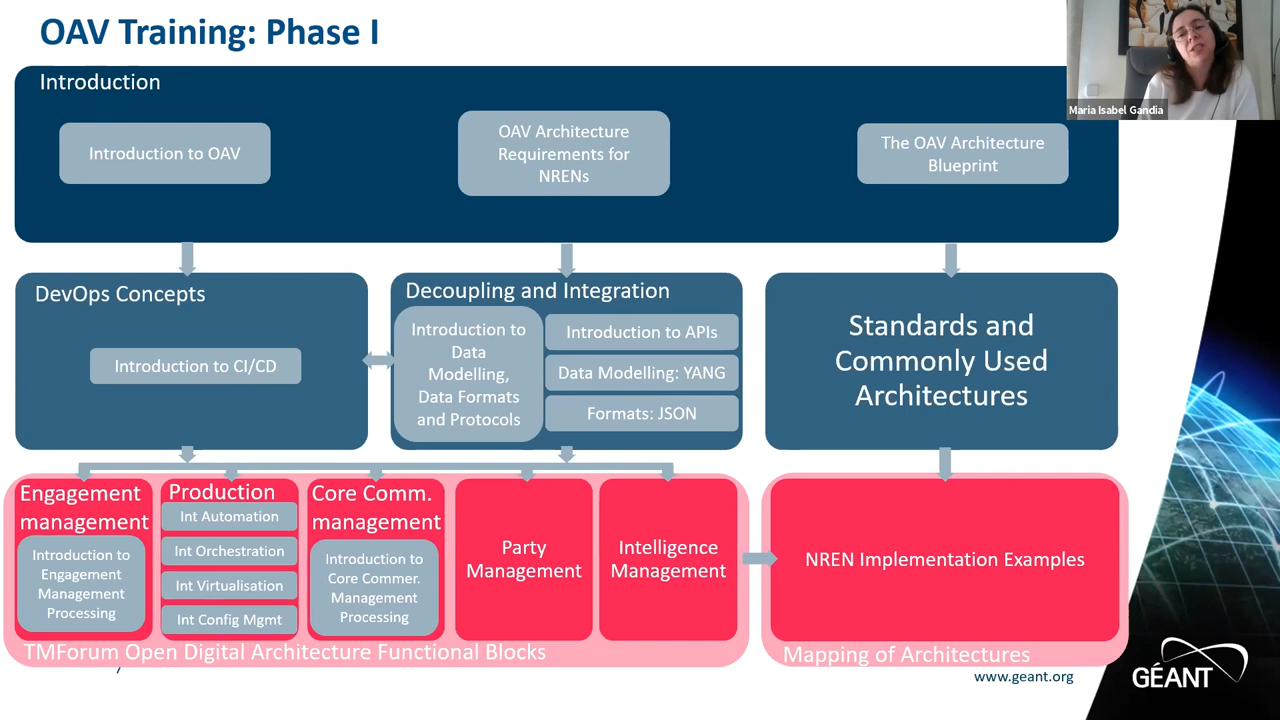 OAV Training: Phase I
Maria Isabel Gandia
Introduction
Introduction to OAV
OAV Architecture
Requirements for
NRENs
The OAV Architecture
Blueprint
DevOps Concepts
Introduction to CI/CD
Decoupling and Integration
Introduction to
Data
Modelling,
Data Formats
and Protocols
Introduction to APIs
Data Modelling: YANG
Formats: JSON
Standards and
Commonly Used
Architectures
Engagement
management
Introduction to
Engagement
Management
Processing
Production
Int Automation
Int Orchestration
Int Virtualisation
Int Config Mgmt
Core Comm.
management
Introduction to
Core Commer.
Management
Processing
Party
Management
Intelligence
Management
NREN Implementation Examples
TMForum Open Digital Architecture Functional Blocks
Mapping of Architectures
www.geant.org
GÉANT